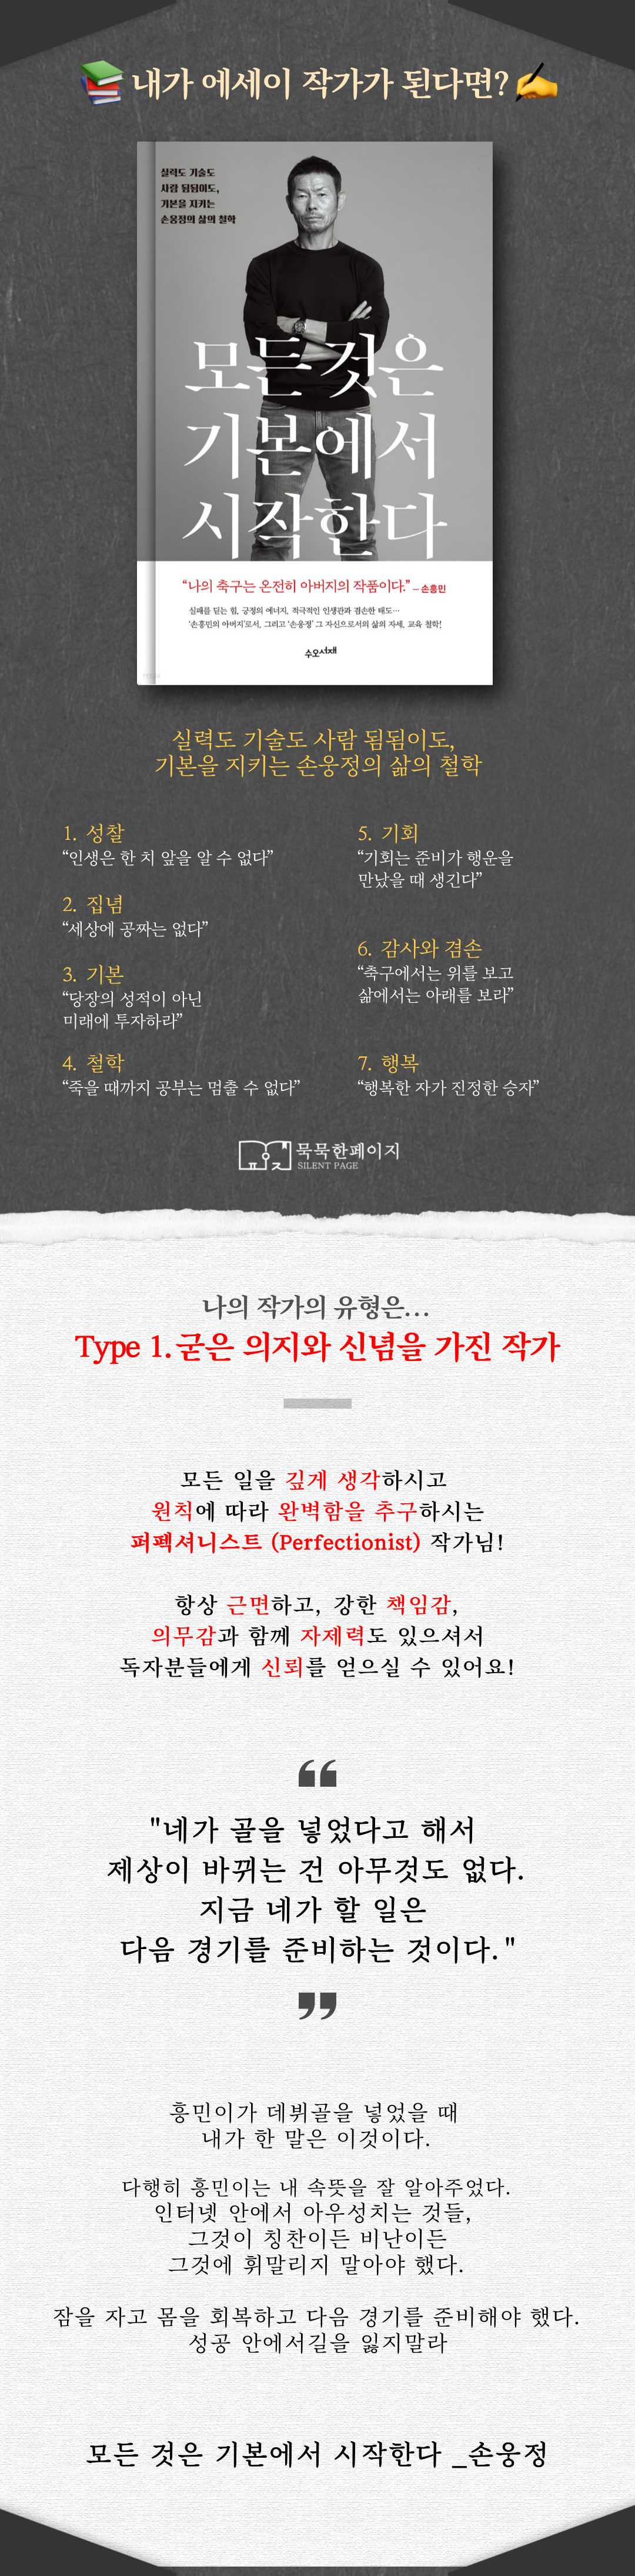 내가 에세이 작가가 된다면?
실력도 기술도
사람 됨됨이도,
기본을 지키는
손웅정의 삶의 철학
모든 것은
기본에서
시작한다
“나의 축구는 온전히 아버지의 작품이다.” – 손흥민
실패를 딛는 힘, 긍정의 에너지, 적극적인 인생관과 겸손한 태도…
‘손흥민의 아버지’로서, 그리고 ‘손웅정’ 그 자신으로서의 삶의 자세, 교육 철학!
수오서재
실력도 기술도 사람 됨됨이도,
기본을 지키는 손웅정의 삶의 철학
1. 성찰
“인생은 한 치 앞을 알 수 없다”
2. 집념
“세상에 공짜는 없다”
3. 기본
“당장의 성적이 아닌
미래에 투자하라”
4. 철학
“죽을 때까지 공부는 멈출 수 없다”
5. 기회
“기회는 준비가 행운을
만났을 때 생긴다”
6. 감사와 겸손
“축구에서는 위를 보고
삶에서는 아래를 보라”
7. 행복
“행복한 자가 진정한 승자”
묵묵한페이지
SILENT PAGE
나의 작가의 유형은...
Type 1. 굳은 의지와 신념을 가진 작가
모든 일을 깊게 생각하시고
원칙에 따라 완벽함을 추구하시는
퍼펙셔니스트 (Perfectionist) 작가님!
항상 근면하고, 강한 책임감,
의무감과 함께 자제력도 있으셔서
독자분들에게 신뢰를 얻으실 수 있어요!
"네가 골을 넣었다고 해서
제상이 바뀌는 건 아무것도 없다.
지금 네가 할 일은
다음 경기를 준비하는 것이다."
흥민이가 데뷔골을 넣었을 때
내가 한 말은 이것이다.
다행히 흥민이는 내 속뜻을 잘 알아주었다.
인터넷 안에서 아우성치는 것들,
그것이 칭찬이든 비난이든
그것에 휘말리지 말아야 했다.
잠을 자고 몸을 회복하고 다음 경기를 준비해야 했다.
성공 안에서길을 잃지말라
모든 것은 기본에서 시작한다 _손웅정